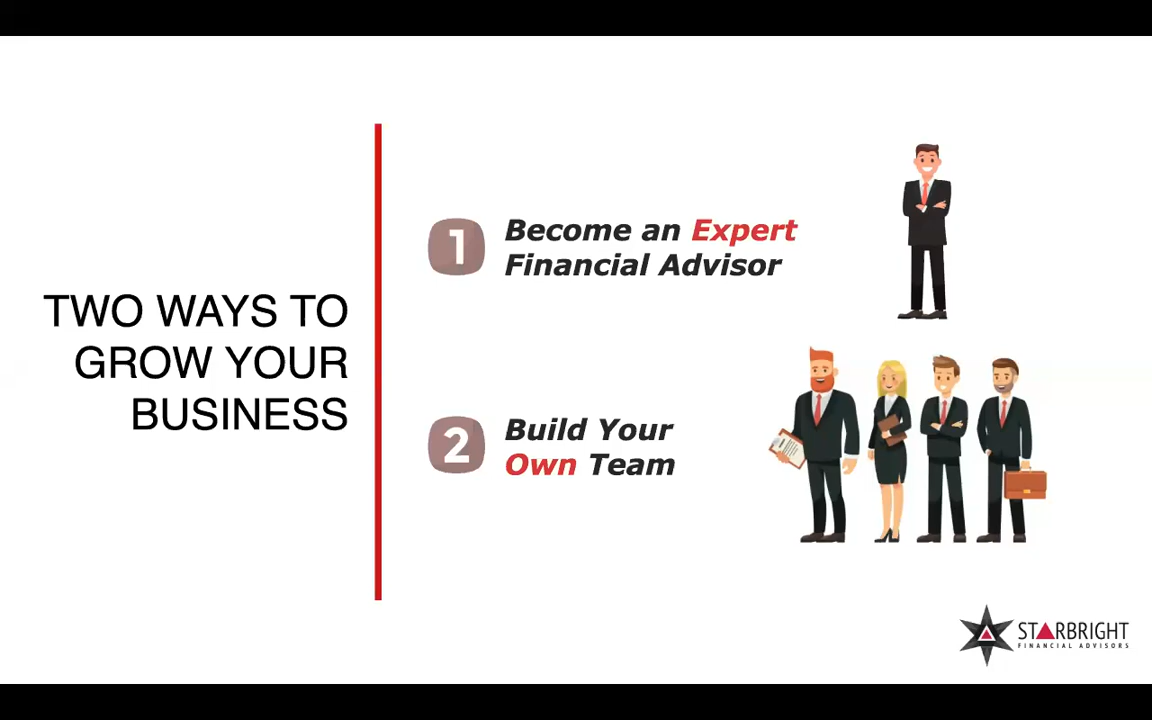 TWO WAYS TO
GROW YOUR
BUSINESS
1
Become an Expert
Financial Advisor
2
Build Your
Own Team
STARBRIGHT
FINANCIAL ADVISORS